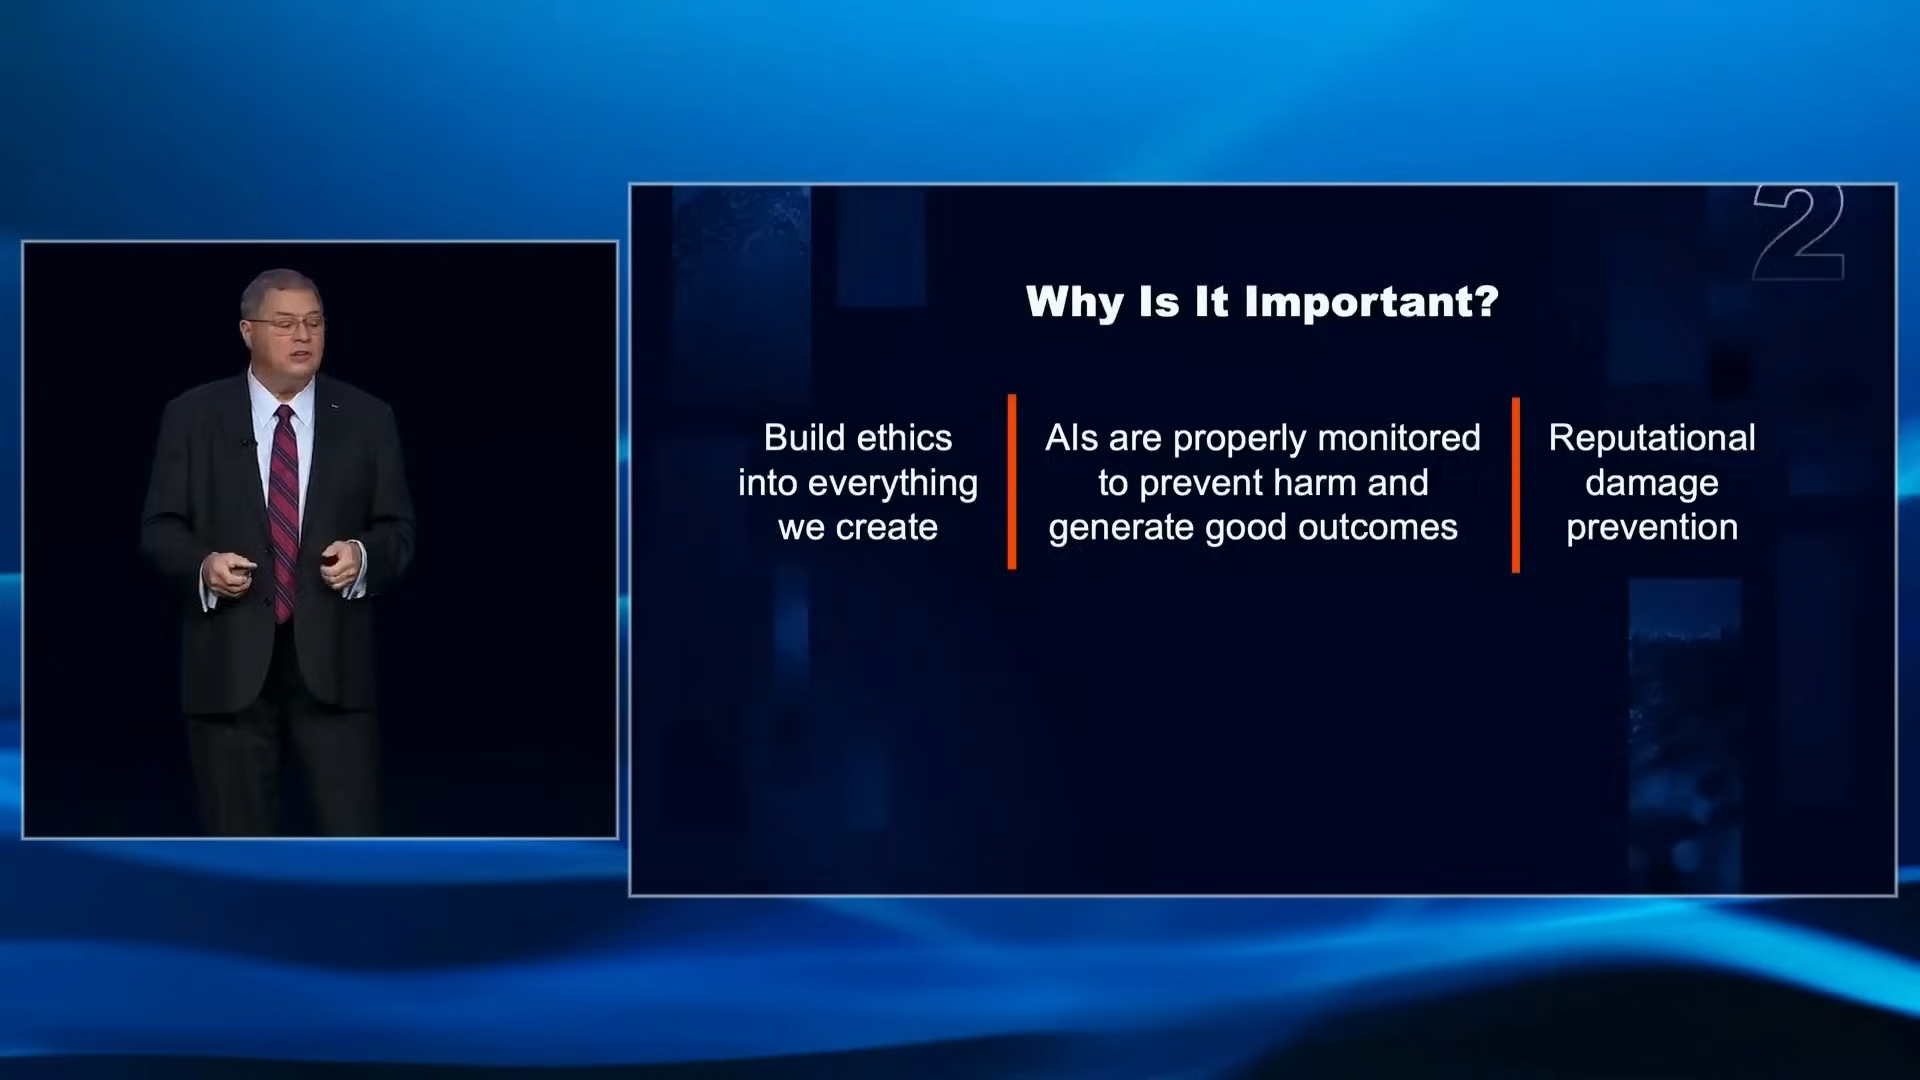 2
Why Is It Important?
Build ethics
into everything
we create
AIs are properly monitored
to prevent harm and
generate good outcomes
Reputational
damage
prevention